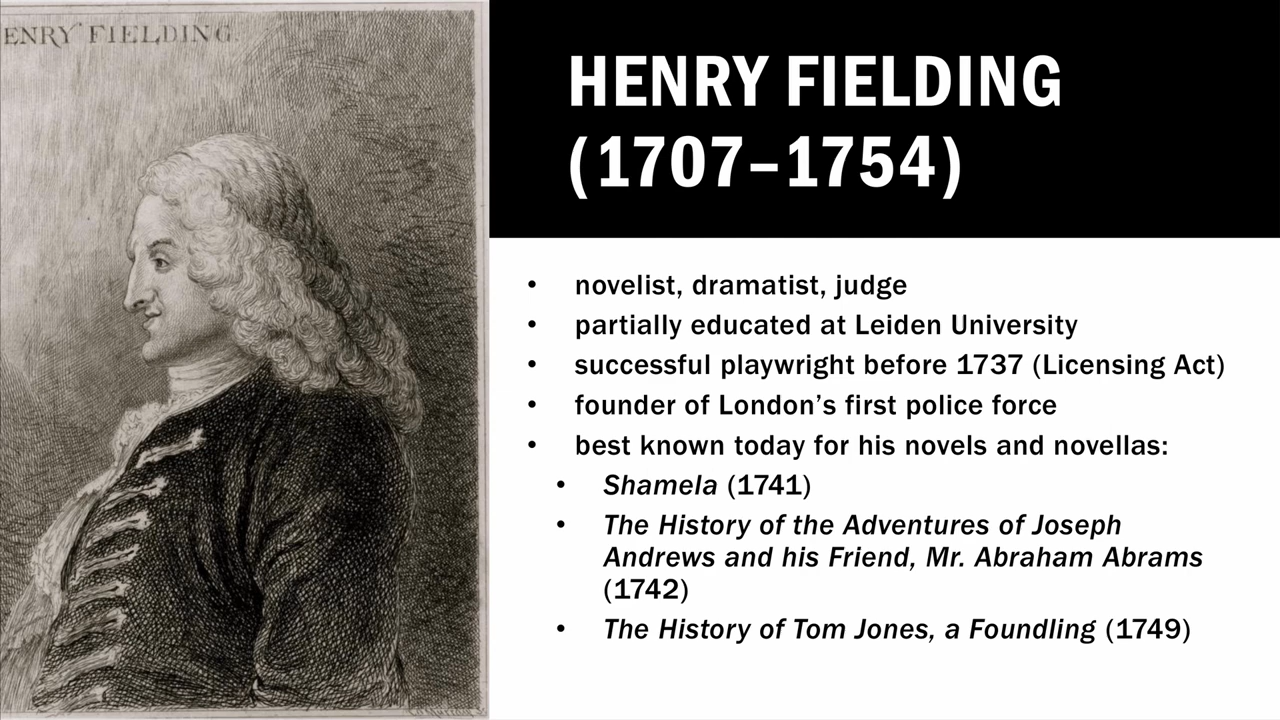 ENRY FIELDING.
HENRY FIELDING
(1707–1754)
• novelist, dramatist, judge
• partially educated at Leiden University
• successful playwright before 1737 (Licensing Act)
• founder of London’s first police force
• best known today for his novels and novellas:
• Shamela (1741)
• The History of the Adventures of Joseph
Andrews and his Friend, Mr. Abraham Abrams
(1742)
• The History of Tom Jones, a Foundling (1749)